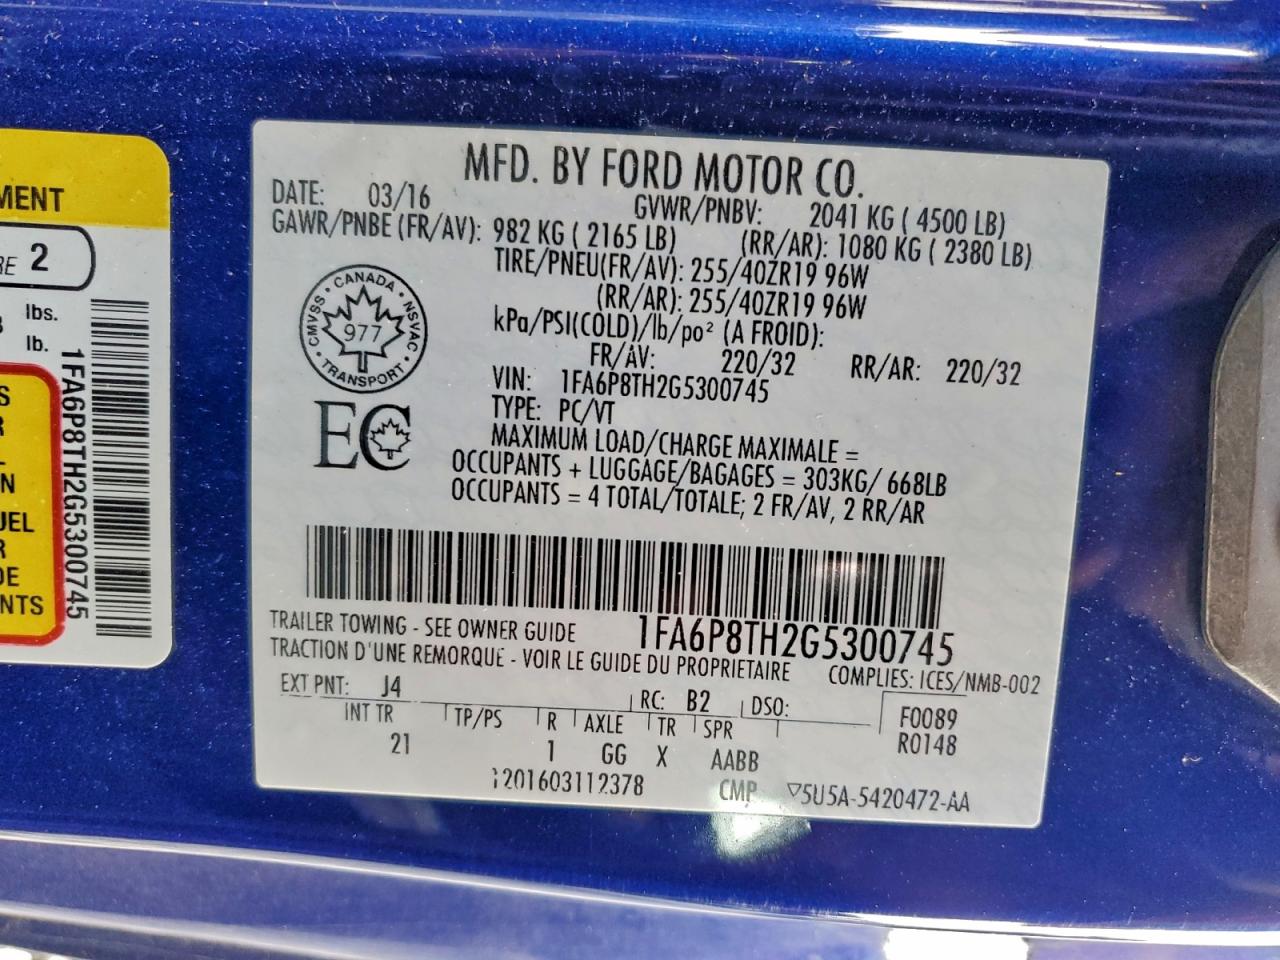 MENT
RE 2
lbs.
lb.
S
R
N
UEL
R
DE
NTS
1FA6P8TH2G5300745
MFD. BY FORD MOTOR CO.
DATE: 03/16 GVWR/PNBV: 2041 KG ( 4500 LB)
GAWR/PNBE (FR/AV): 982 KG ( 2165 LB) (RR/AR): 1080 KG ( 2380 LB)
TIRE/PNEU(FR/AV): 255/40ZR19 96W
(RR/AR): 255/40ZR19 96W
kPa/PSI(COLD)/lb/po² (A FROID):
FR/AV: 220/32 RR/AR: 220/32
VIN: 1FA6P8TH2G5300745
TYPE: PC/VT
MAXIMUM LOAD/CHARGE MAXIMALE =
OCCUPANTS + LUGGAGE/BAGAGES = 303KG/ 668LB
OCCUPANTS = 4 TOTAL/TOTALE; 2 FR/AV, 2 RR/AR
CANADA • NSVAC • TRANSPORT • CMVSS •
977
EC
TRAILER TOWING - SEE OWNER GUIDE 1FA6P8TH2G5300745
TRACTION D'UNE REMORQUE - VOIR LE GUIDE DU PROPRIETAIRE COMPLIES: ICES/NMB-002
EXT PNT: J4 RC: B2 DSO:
INT TR TP/PS R AXLE TR SPR F0089
21 1 GG X AABB R0148
201603112378 CMP ▽5U5A-5420472-AA